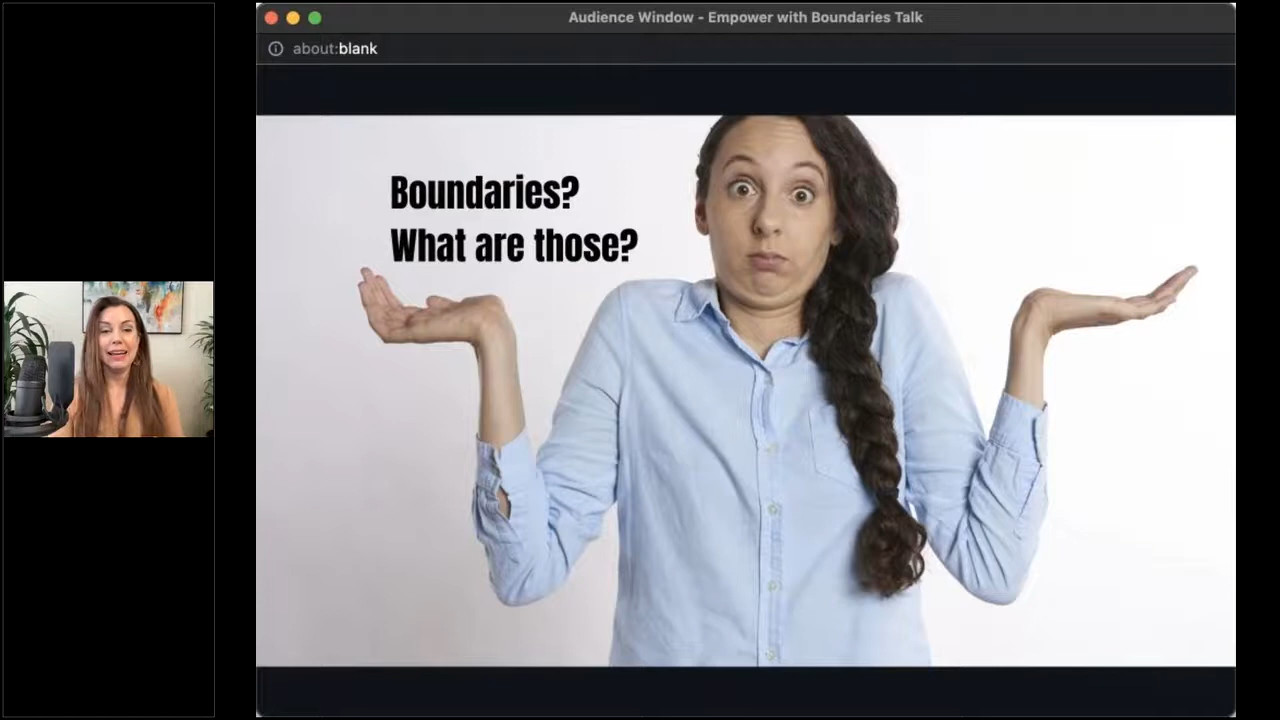 Audience Window - Empower with Boundaries Talk
about:blank
Boundaries?
What are those?